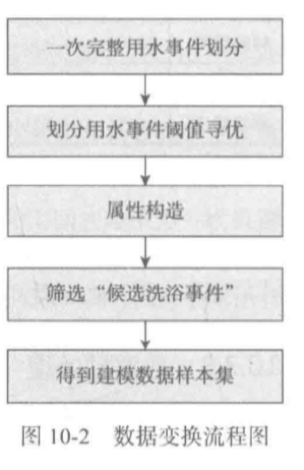 一次完整用水事件划分
划分用水事件阈值寻优
属性构造
筛选“候选洗浴事件”
得到建模数据样本集
图 10-2 数据变换流程图